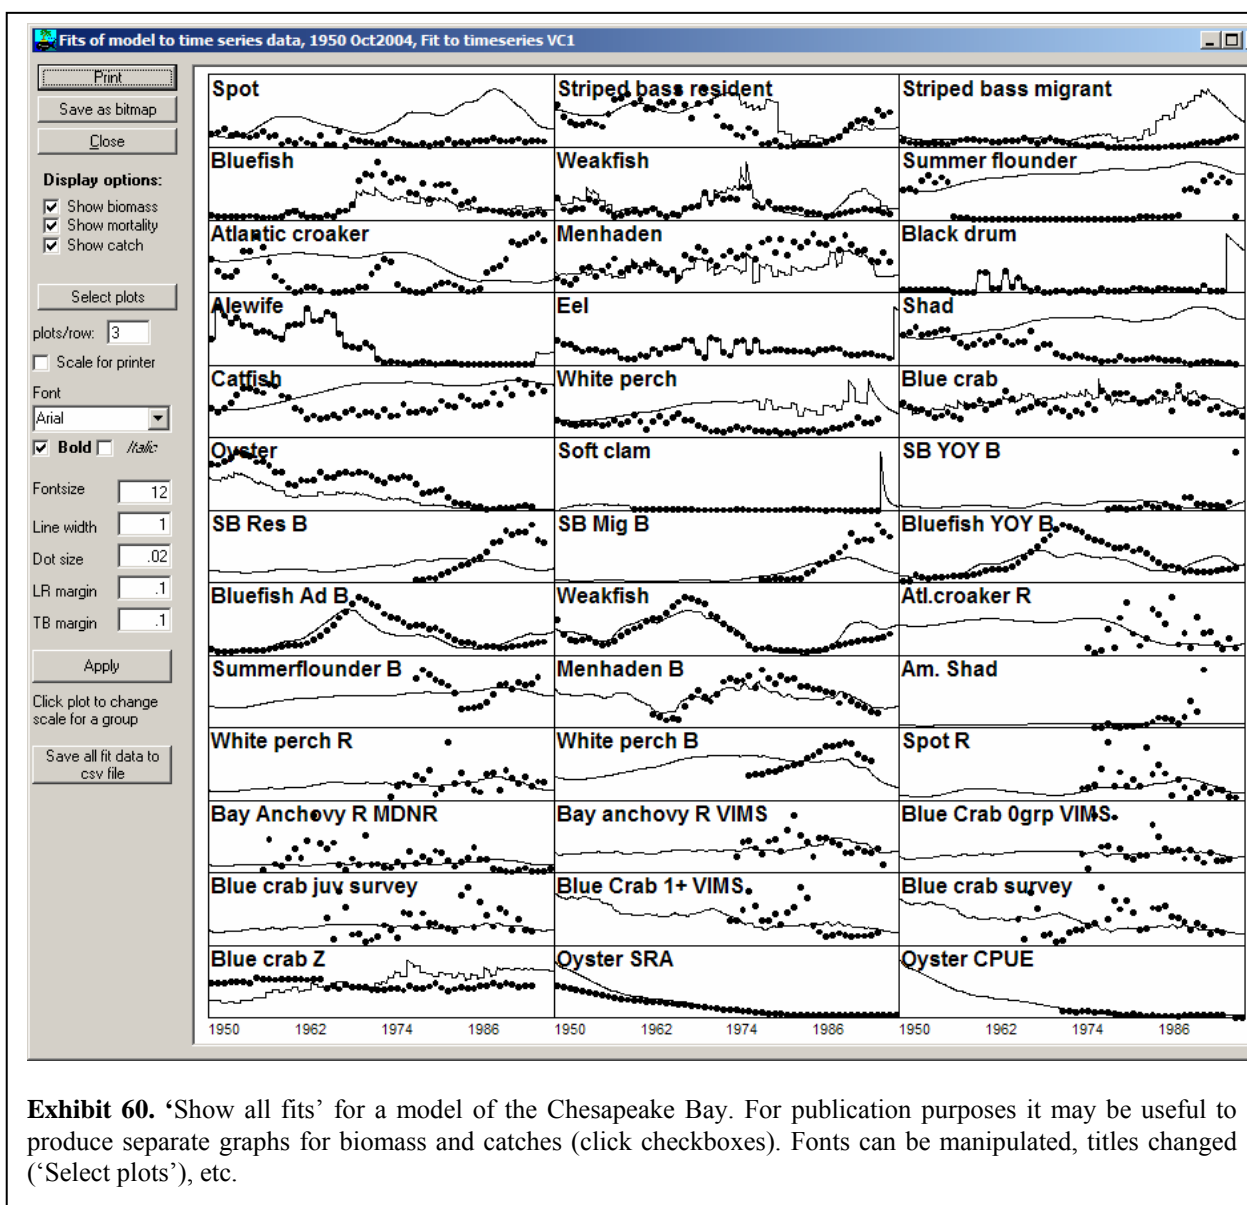 Fits of model to time series data, 1950 Oct2004, Fit to timeseries VC1
Print
Save as bitmap
Close
Display options:
Show biomass
Show mortality
Show catch
Select plots
plots/row: 3
Scale for printer
Font
Arial
Bold Italic
Fontsize 12
Line width 1
Dot size .02
LR margin .1
TB margin .1
Apply
Click plot to change
scale for a group
Save all fit data to
csv file
Spot Striped bass resident Striped bass migrant
Bluefish Weakfish Summer flounder
Atlantic croaker Menhaden Black drum
Alewife Eel Shad
Catfish White perch Blue crab
Oyster Soft clam SB YOY B
SB Res B SB Mig B Bluefish YOY B
Bluefish Ad B Weakfish Atl.croaker R
Summerflounder B Menhaden B Am. Shad
White perch R White perch B Spot R
Bay Anchovy R MDNR Bay anchovy R VIMS Blue Crab 0grp VIMS
Blue crab juv survey Blue Crab 1+ VIMS Blue crab survey
Blue crab Z Oyster SRA Oyster CPUE
1950 1962 1974 1986 1950 1962 1974 1986 1950 1962 1974 1986
Exhibit 60. ‘Show all fits’ for a model of the Chesapeake Bay. For publication purposes it may be useful to
produce separate graphs for biomass and catches (click checkboxes). Fonts can be manipulated, titles changed
(‘Select plots’), etc.